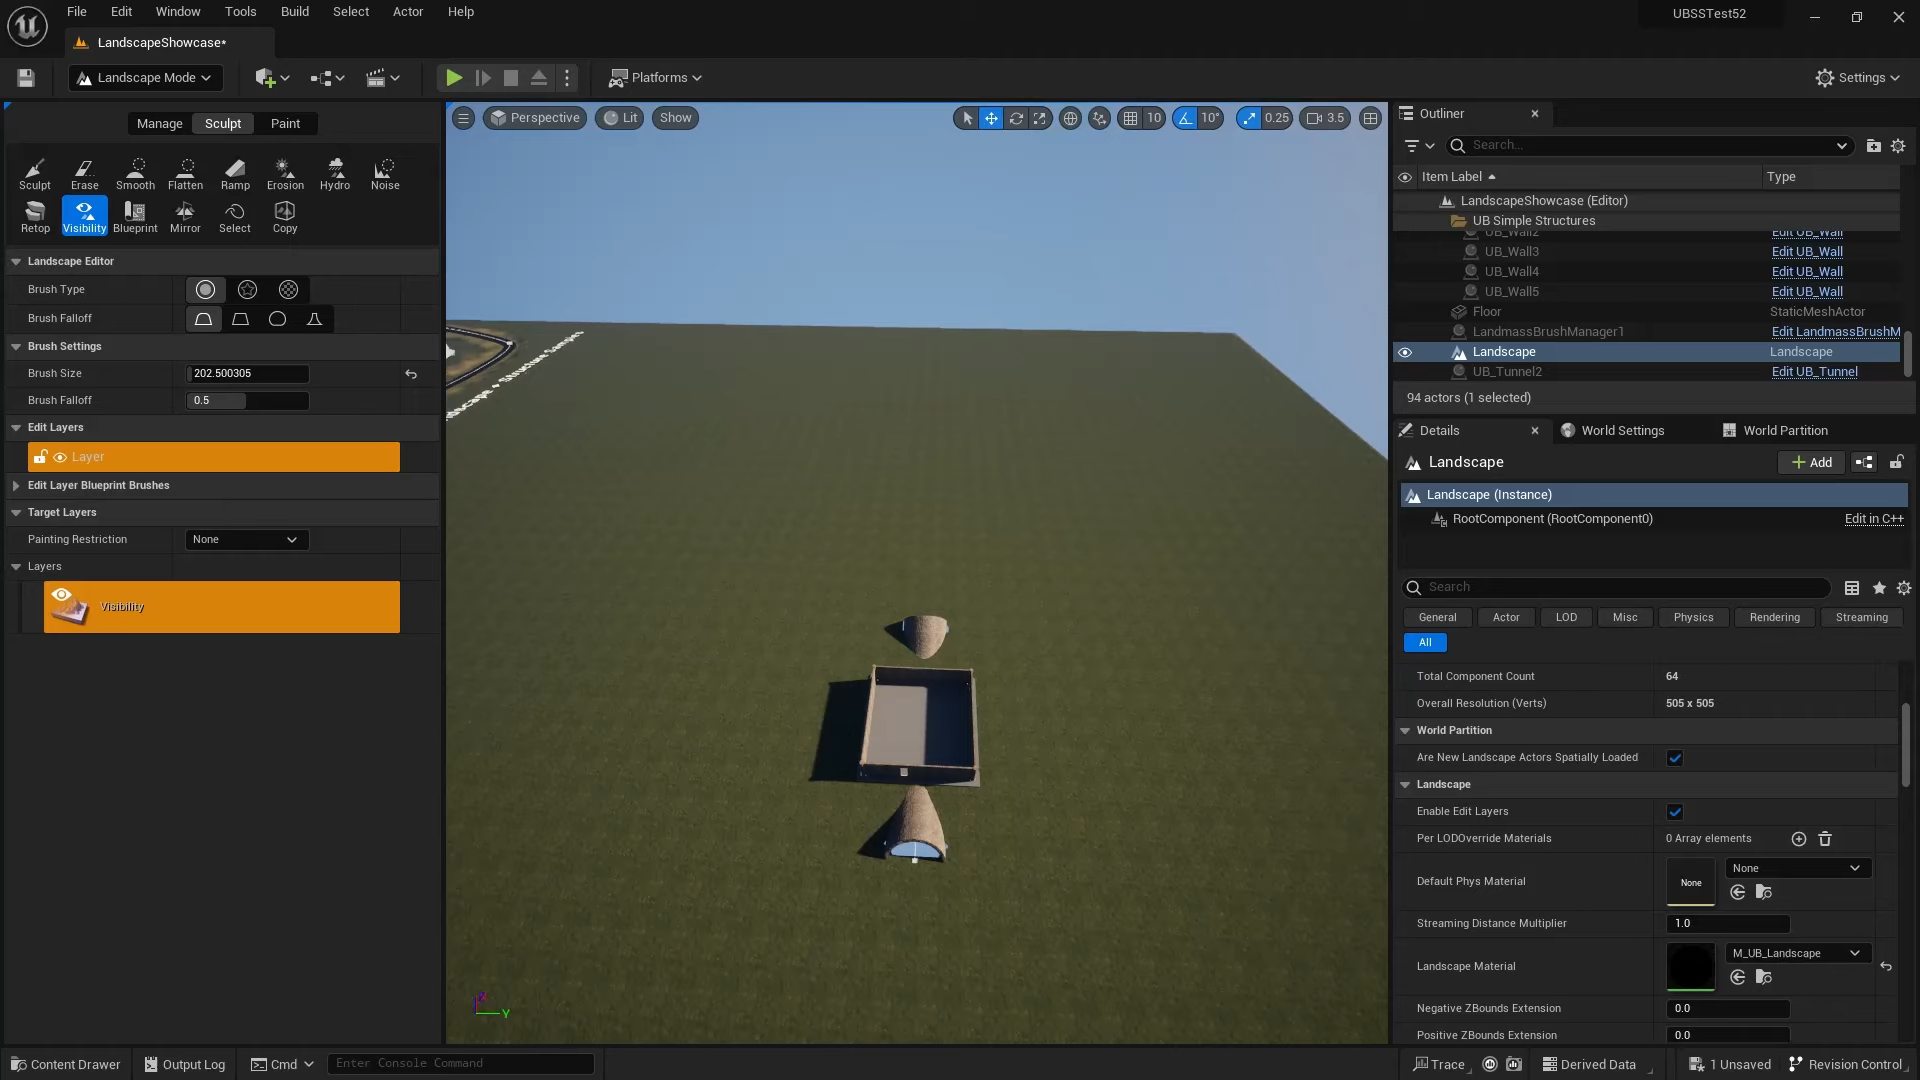 File Edit Window Tools Build Select Actor Help
UBSSTest52
LandscapeShowcase*
Landscape Mode
Platforms
Settings
Manage Sculpt Paint
Sculpt Erase Smooth Flatten Ramp Erosion Hydro Noise
Retop Visibility Blueprint Mirror Select Copy
Landscape Editor
Brush Type
Brush Falloff
Brush Settings
Brush Size 202.500305
Brush Falloff 0.5
Edit Layers
Layer
Edit Layer Blueprint Brushes
Target Layers
Painting Restriction None
Layers
Visibility
Perspective Lit Show
10 10° 0.25 3.5
Structure Samples
X
Y
Outliner
Search...
Item Label Type
LandscapeShowcase (Editor)
UB Simple Structures
UB_Wall2 Edit UB_Wall
UB_Wall3 Edit UB_Wall
UB_Wall4 Edit UB_Wall
UB_Wall5 Edit UB_Wall
Floor StaticMeshActor
LandmassBrushManager1 Edit LandmassBrushM
Landscape Landscape
UB_Tunnel2 Edit UB_Tunnel
94 actors (1 selected)
Details World Settings World Partition
Landscape Add
Landscape (Instance)
RootComponent (RootComponent0) Edit in C++
Search
General Actor LOD Misc Physics Rendering Streaming
All
Total Component Count 64
Overall Resolution (Verts) 505 x 505
World Partition
Are New Landscape Actors Spatially Loaded
Landscape
Enable Edit Layers
Per LODOverride Materials 0 Array elements
Default Phys Material None None
Streaming Distance Multiplier 1.0
Landscape Material M_UB_Landscape
Negative ZBounds Extension 0.0
Positive ZBounds Extension 0.0
Content Drawer Output Log Cmd Enter Console Command
Trace Derived Data 1 Unsaved Revision Control